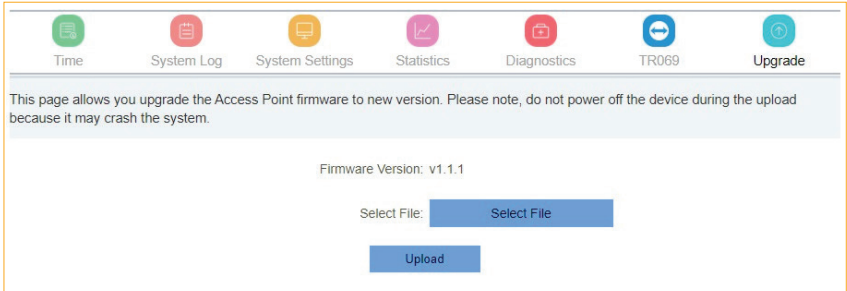 Time System Log System Settings Statistics Diagnostics TR069 Upgrade
This page allows you upgrade the Access Point firmware to new version. Please note, do not power off the device during the upload
because it may crash the system.
Firmware Version: v1.1.1
Select File: Select File
Upload